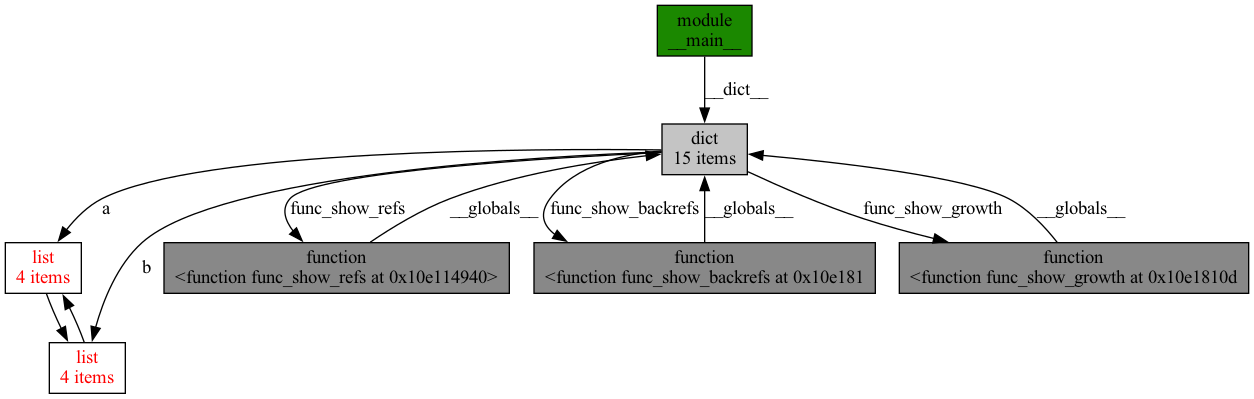 module
__main__
__dict__
dict
15 items
a
func_show_refs
__globals__
func_show_backrefs
__globals__
func_show_growth
__globals__
b
list
4 items
function
<function func_show_refs at 0x10e114940>
function
<function func_show_backrefs at 0x10e181
function
<function func_show_growth at 0x10e1810d
list
4 items